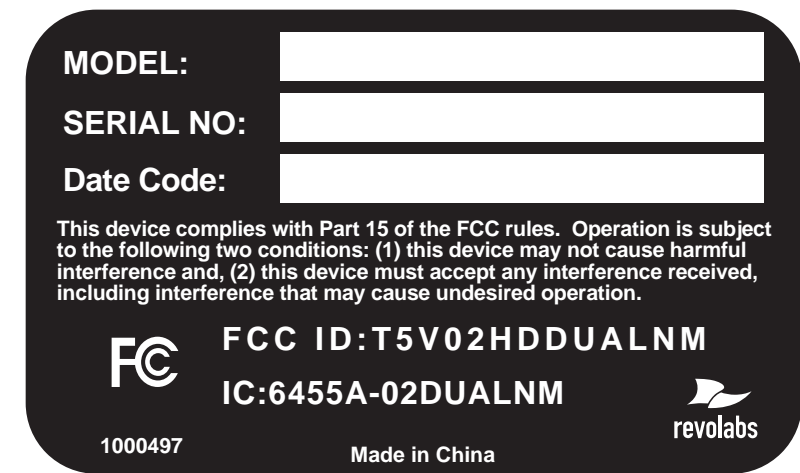 MODEL:
SERIAL NO:
Date Code:
This device complies with Part 15 of the FCC rules.  Operation is subject
to the following two conditions: (1) this device may not cause harmful
interference and, (2) this device must accept any interference received,
including interference that may cause undesired operation.
FC
FCC ID:T5V02HDDUALNM
IC:6455A-02DUALNM
revolabs
1000497
Made in China